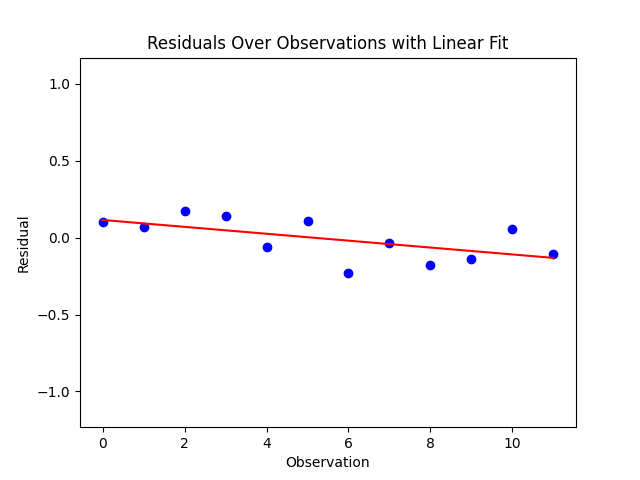 Residuals Over Observations with Linear Fit
1.0
0.5
0.0
−0.5
−1.0
Residual
0 2 4 6 8 10
Observation